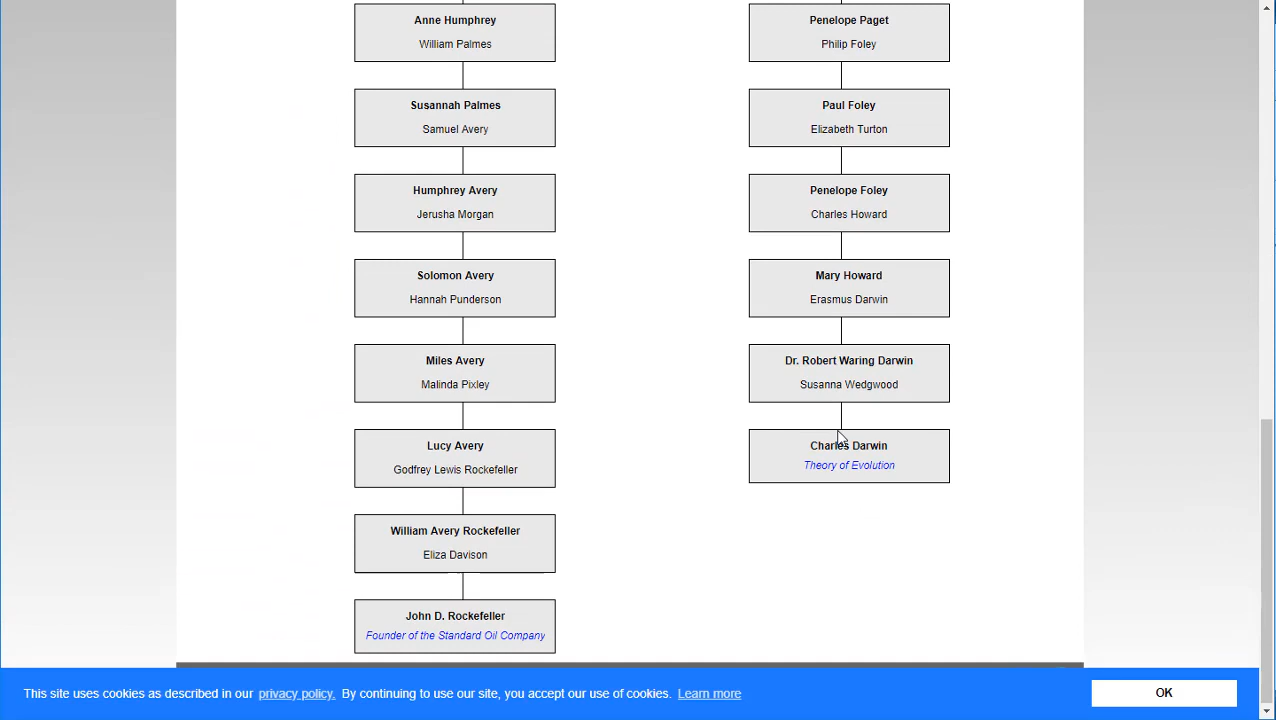 Anne Humphrey
William Palmes
Susannah Palmes
Samuel Avery
Humphrey Avery
Jerusha Morgan
Solomon Avery
Hannah Punderson
Miles Avery
Malinda Pixley
Lucy Avery
Godfrey Lewis Rockefeller
William Avery Rockefeller
Eliza Davison
John D. Rockefeller
Founder of the Standard Oil Company
Penelope Paget
Philip Foley
Paul Foley
Elizabeth Turton
Penelope Foley
Charles Howard
Mary Howard
Erasmus Darwin
Dr. Robert Waring Darwin
Susanna Wedgwood
Charles Darwin
Theory of Evolution
This site uses cookies as described in our privacy policy. By continuing to use our site, you accept our use of cookies. Learn more
OK